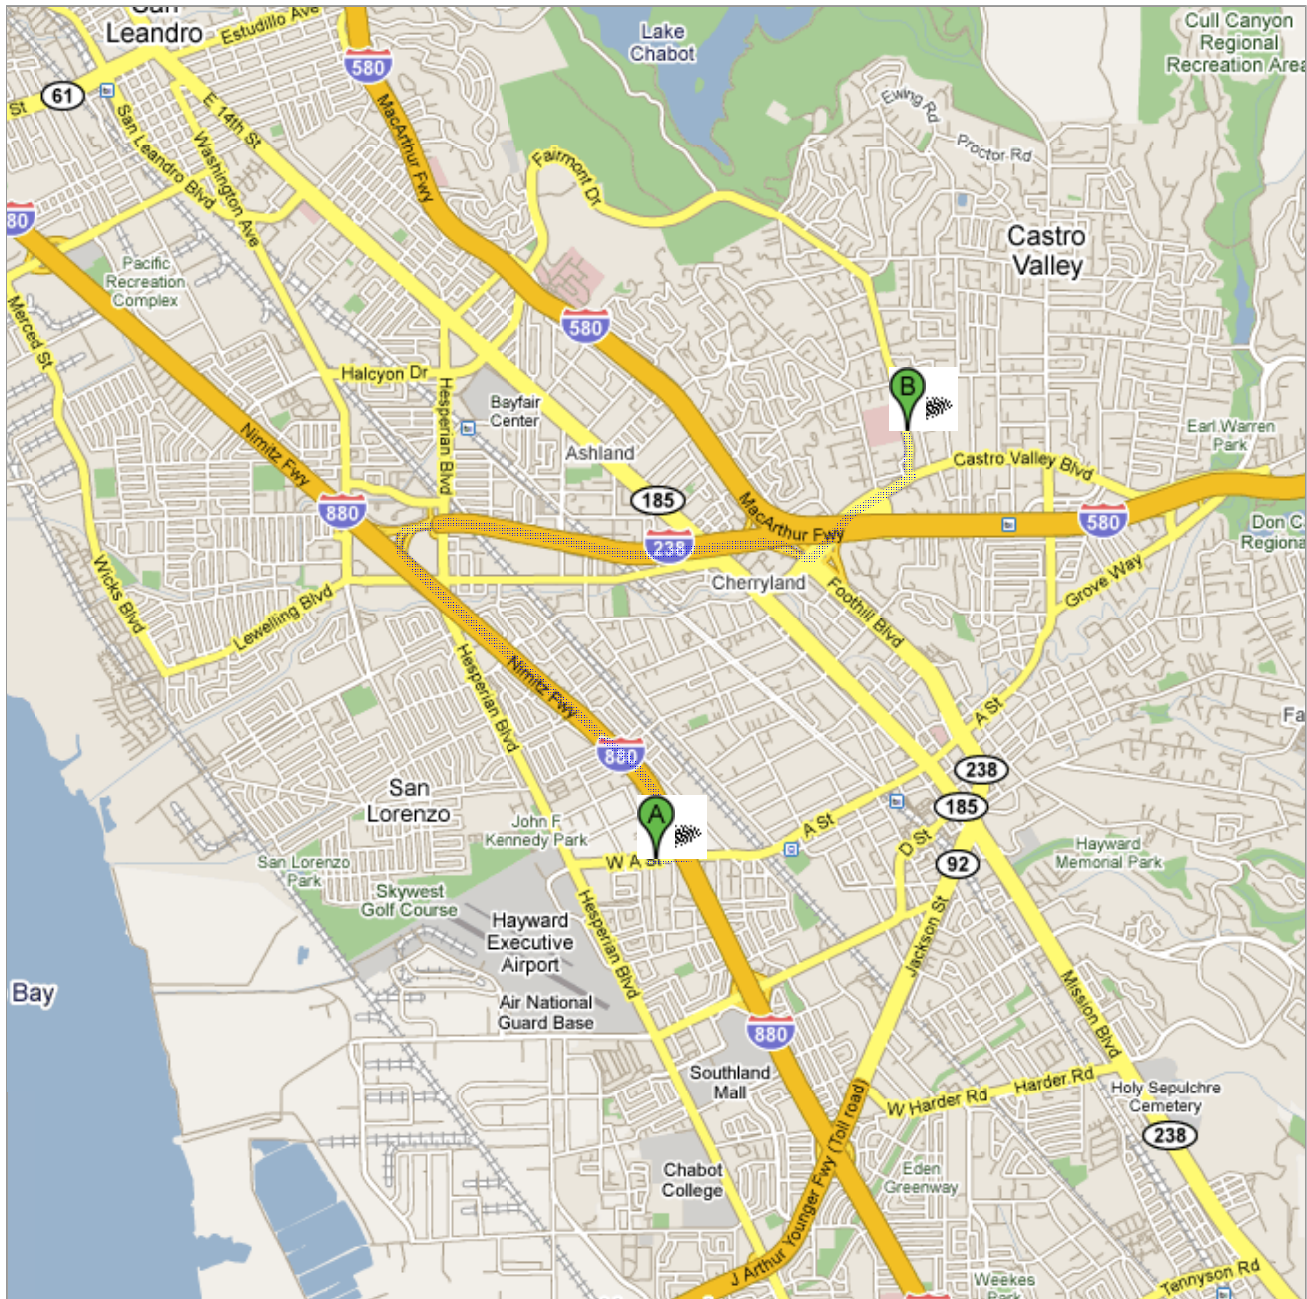 San
Leandro
Estudillo Ave
Lake
Chabot
Cull Canyon
Regional
Recreation Area
580
61
St
San Leandro Blvd
E 14th St
Washington Ave
MacArthur Fwy
Ewing Rd
Proctor Rd
Fairmont Dr
80
Castro
Valley
Pacific
Recreation
Complex
Merced St
580
Halcyon Dr
Hesperian Blvd
Bayfair
Center
B
Earl Warren
Park
Nimitz Fwy
Ashland
Castro Valley Blvd
880
185
MacArthur Fwy
580
238
Don C
Regiona
Wicks Blvd
Cherryland
Grove Way
Lewelling Blvd
Foothill Blvd
Hesperian Blvd
Nimitz Fwy
A St
Fa
880
238
San
Lorenzo
185
John F
Kennedy Park
A
A St
D St
Hayward
Memorial Park
W A St
92
San Lorenzo
Park
Skywest
Golf Course
Hayward
Executive
Airport
Hesperian Blvd
Jackson St
Bay
Air National
Guard Base
Mission Blvd
880
Southland
Mall
W Harder Rd
Harder Rd
Holy Sepulchre
Cemetery
238
Chabot
College
Eden
Greenway
J Arthur Younger Fwy (Toll road)
Weekes
Park
Tennyson Rd